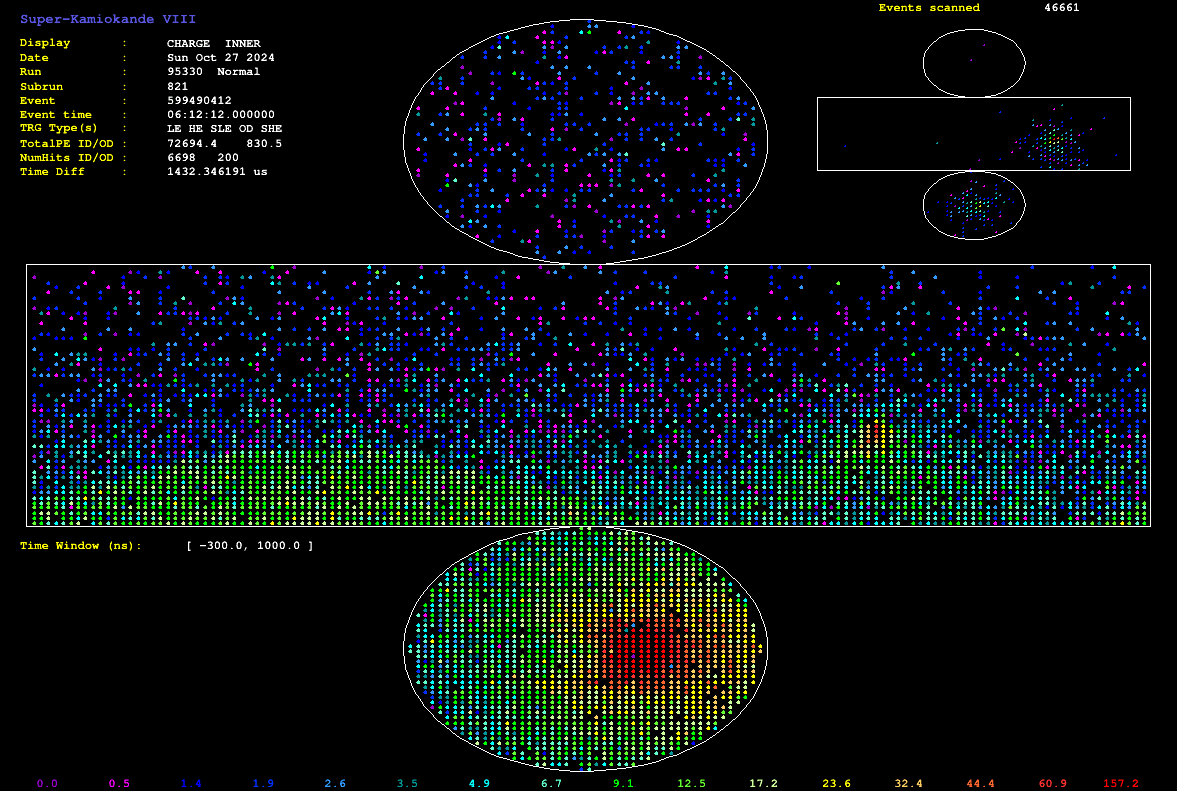 Super-Kamiokande VIII
Events scanned 46661
Display : CHARGE INNER
Date : Sun Oct 27 2024
Run : 95330 Normal
Subrun : 821
Event : 599490412
Event time : 06:12:12.000000
TRG Type(s) : LE HE SLE OD SHE
TotalPE ID/OD : 72694.4 830.5
NumHits ID/OD : 6698 200
Time Diff : 1432.346191 us
Time Window (ns): [ -300.0, 1000.0 ]
0.0 0.5 1.4 1.9 2.6 3.5 4.9 6.7 9.1 12.5 17.2 23.6 32.4 44.4 60.9 157.2